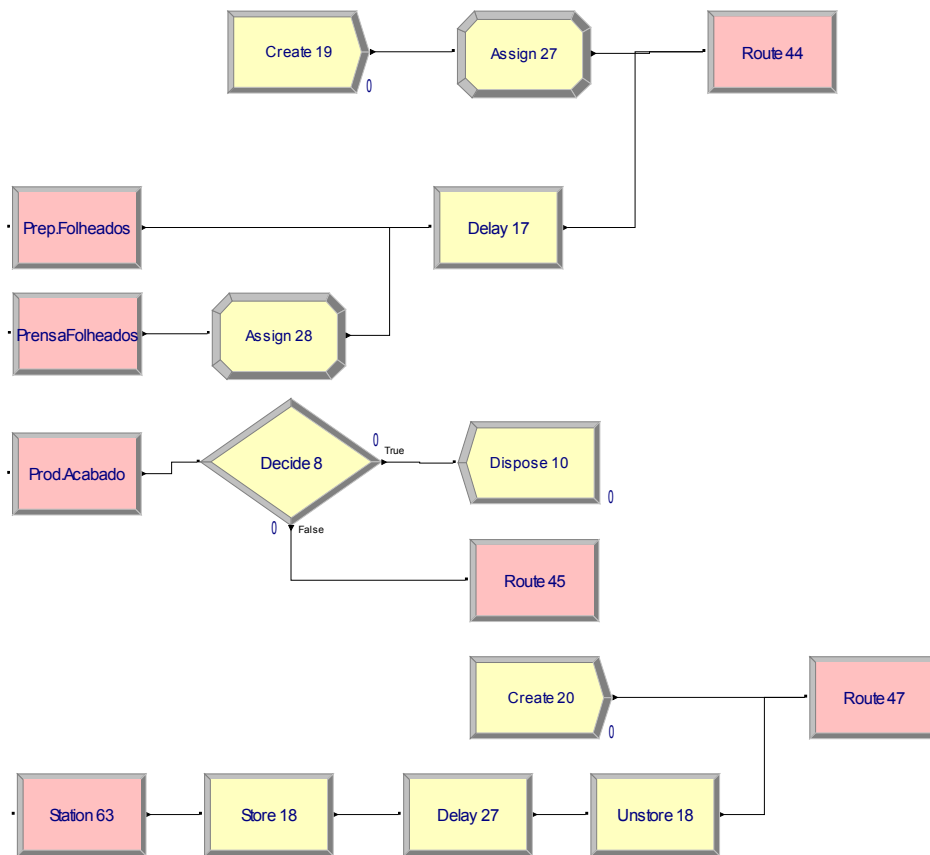 Create 19
0
Assign 27
Route 44
Prep.Folheados
Delay 17
PrensaFolheados
Assign 28
Prod.Acabado
Decide 8
0
True
Dispose 10
0
0
False
Route 45
Create 20
0
Route 47
Station 63
Store 18
Delay 27
Unstore 18